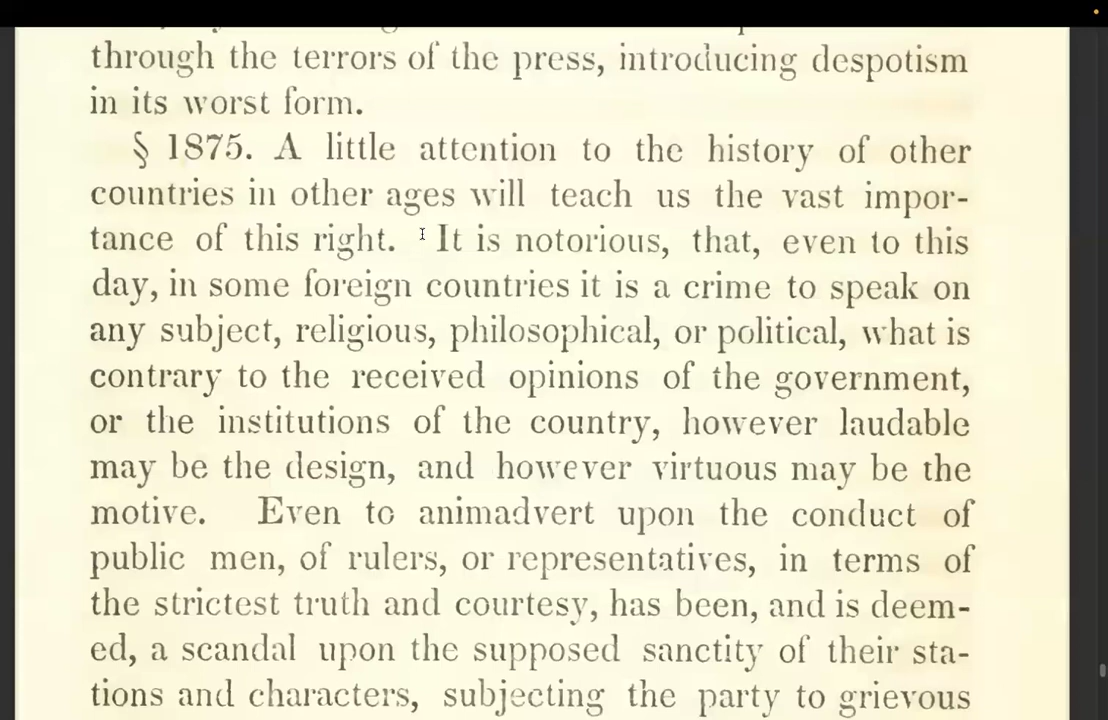 through the terrors of the press, introducing despotism
in its worst form.
§ 1875. A little attention to the history of other
countries in other ages will teach us the vast impor-
tance of this right. It is notorious, that, even to this
day, in some foreign countries it is a crime to speak on
any subject, religious, philosophical, or political, what is
contrary to the received opinions of the government,
or the institutions of the country, however laudable
may be the design, and however virtuous may be the
motive. Even to animadvert upon the conduct of
public men, of rulers, or representatives, in terms of
the strictest truth and courtesy, has been, and is deem-
ed, a scandal upon the supposed sanctity of their sta-
tions and characters, subjecting the party to grievous